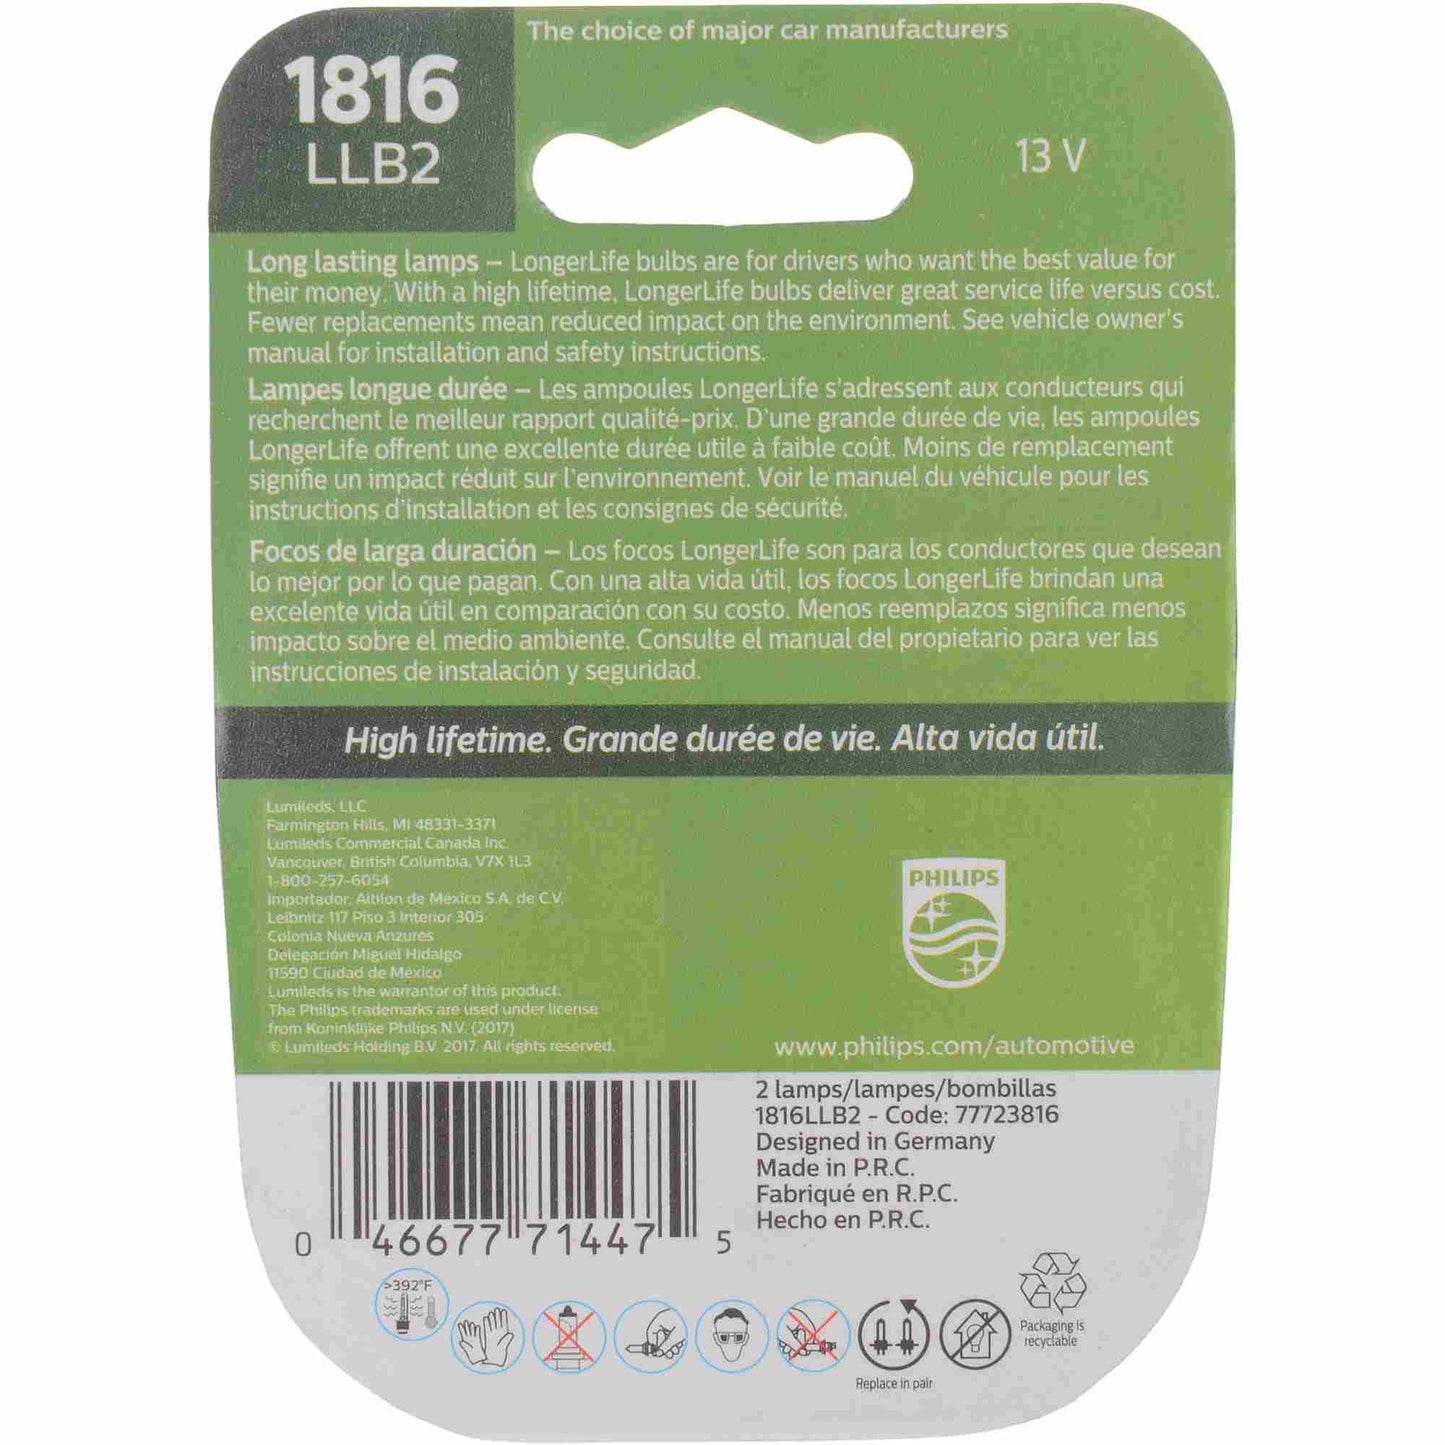 The choice of major car manufacturers
1816
LLB2
13 V
Long lasting lamps – LongerLife bulbs are for drivers who want the best value for
their money. With a high lifetime, LongerLife bulbs deliver great service life versus cost.
Fewer replacements mean reduced impact on the environment. See vehicle owner's
manual for installation and safety instructions.
Lampes longue durée – Les ampoules LongerLife s'adressent aux conducteurs qui
recherchent le meilleur rapport qualité-prix. D'une grande durée de vie, les ampoules
LongerLife offrent une excellente durée utile à faible coût. Moins de remplacement
signifie un impact réduit sur l'environnement. Voir le manuel du véhicule pour les
instructions d'installation et les consignes de sécurité.
Focos de larga duración – Los focos LongerLife son para los conductores que desean
lo mejor por lo que pagan. Con una alta vida útil, los focos LongerLife brindan una
excelente vida útil en comparación con su costo. Menos reemplazos significa menos
impacto sobre el medio ambiente. Consulte el manual del propietario para ver las
instrucciones de instalación y seguridad.
High lifetime. Grande durée de vie. Alta vida útil.
Lumileds, LLC
Farmington Hills, MI 48331-3371
Lumileds Commercial Canada Inc.
Vancouver, British Columbia, V7X 1L3
1-800-257-6054
Importador: Altilon de México S.A. de C.V.
Leibnitz 117 Piso 3 Interior 305
Colonia Nueva Anzures
Delegación Miguel Hidalgo
11590 Ciudad de México
Lumileds is the warrantor of this product.
The Philips trademarks are used under license
from Koninklijke Philips N.V. (2017)
© Lumileds Holding B.V. 2017. All rights reserved.
PHILIPS
www.philips.com/automotive
2 lamps/lampes/bombillas
1816LLB2 - Code: 77723816
Designed in Germany
Made in P.R.C.
Fabriqué en R.P.C.
Hecho en P.R.C.
0 46677 71447 5
>392°F
Replace in pair
Packaging is
recyclable